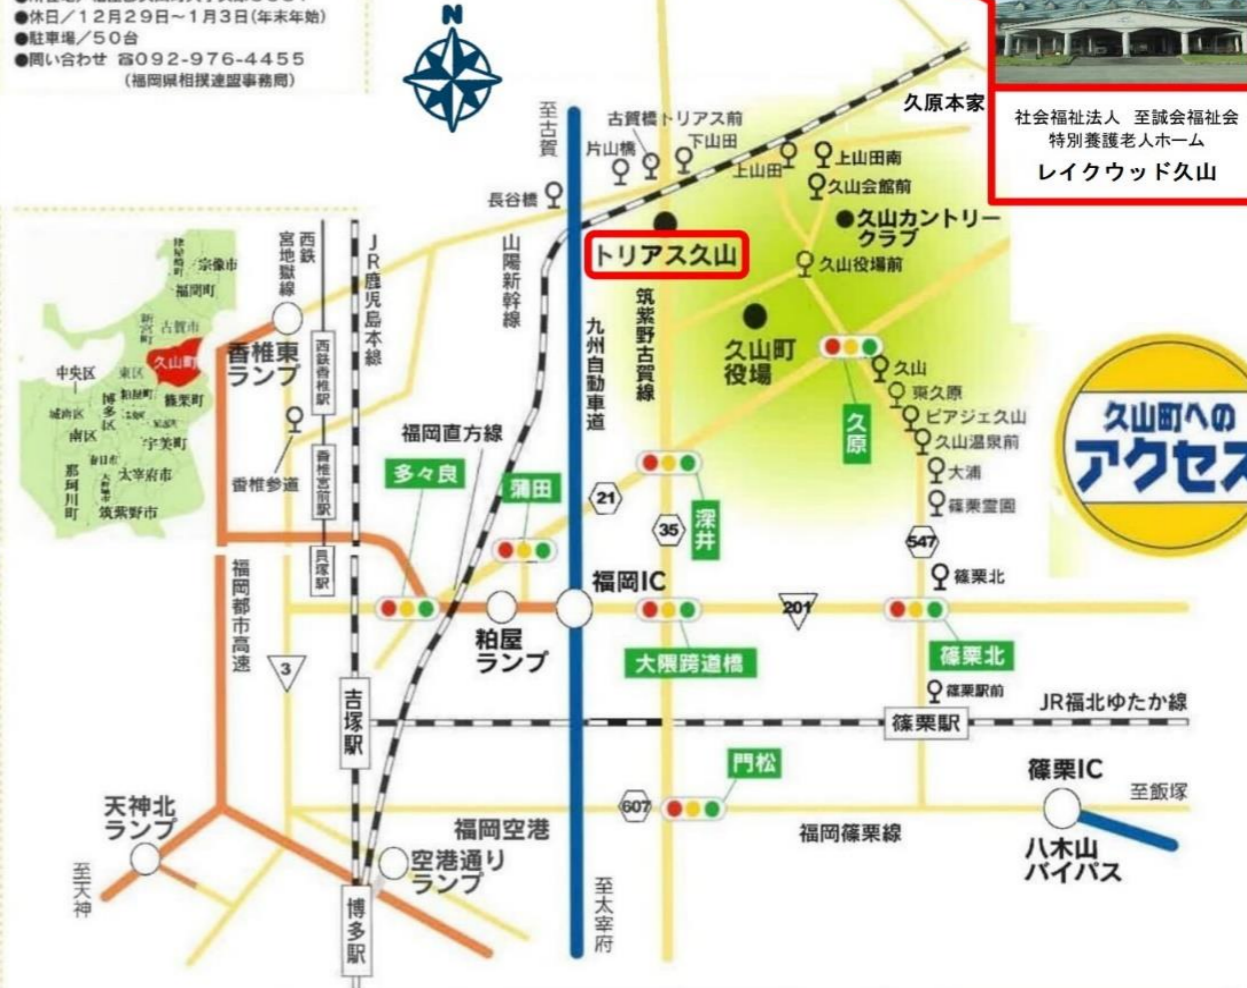 ●休日／12月29日～1月3日(年末年始)
●駐車場／50台
●問い合わせ ☎092-976-4455
(福岡県相撲連盟事務局)
N
社会福祉法人 至誠会福祉会
特別養護老人ホーム
レイクウッド久山
久原本家
至古賀
古賀橋トリアス前
片山橋
下山田
上山田
上山田南
久山会館前
長谷橋
久山カントリー
クラブ
トリアス久山
久山役場前
西鉄
宮地嶽線
JR鹿児島本線
山陽新幹線
九州自動車道
筑紫野古賀線
久山町
役場
宗像市
福間町
新宮町
古賀市
久山町
中央区
東区
博多区
粕屋町
篠栗町
城南区
南区
宇美町
春日市
太宰府市
那珂川町
筑紫野市
香椎東
ランプ
西鉄香椎駅
香椎参道
香椎宮前駅
貝塚駅
福岡直方線
多々良
蒲田
久原
久山
東久原
ピアジェ久山
久山温泉前
大浦
篠栗霊園
久山町への
アクセス
21
35
深井
547
篠栗北
福岡IC
201
粕屋
ランプ
大隈跨道橋
篠栗北
福岡都市高速
3
吉塚駅
篠栗駅前
JR福北ゆたか線
篠栗駅
門松
篠栗IC
至飯塚
607
福岡篠栗線
八木山
バイパス
天神北
ランプ
至天神
福岡空港
空港通り
ランプ
博多駅
至太宰府